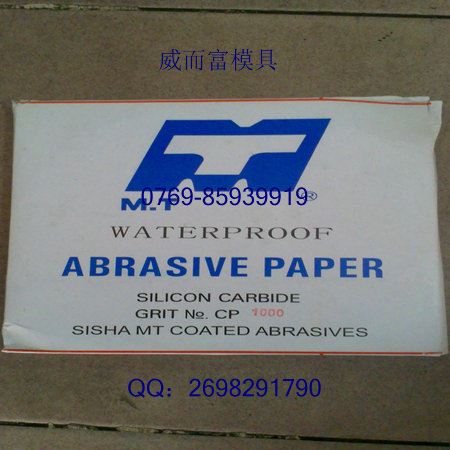 威而富模具
0769-85939919
M-T ®
WATERPROOF
ABRASIVE PAPER
SILICON CARBIDE
GRIT №. CP 1000
SISHA MT COATED ABRASIVES
QQ：2698291790